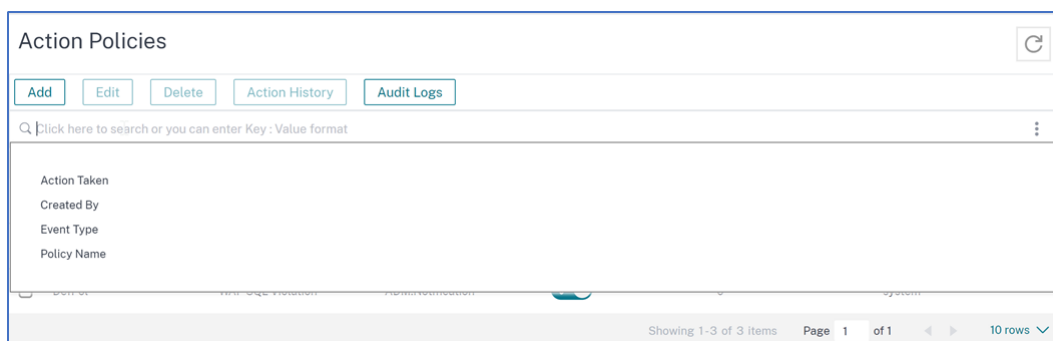 Action Policies
Add Edit Delete Action History Audit Logs
Click here to search or you can enter Key : Value format
Action Taken
Created By
Event Type
Policy Name
Showing 1-3 of 3 items Page 1 of 1 10 rows